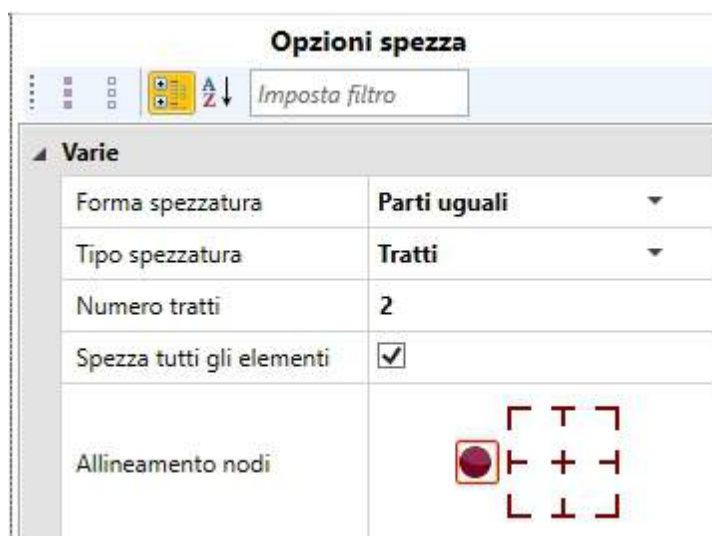 Opzioni spezza
A Z Imposta filtro
Varie
Forma spezzatura Parti uguali
Tipo spezzatura Tratti
Numero tratti 2
Spezza tutti gli elementi
Allineamento nodi